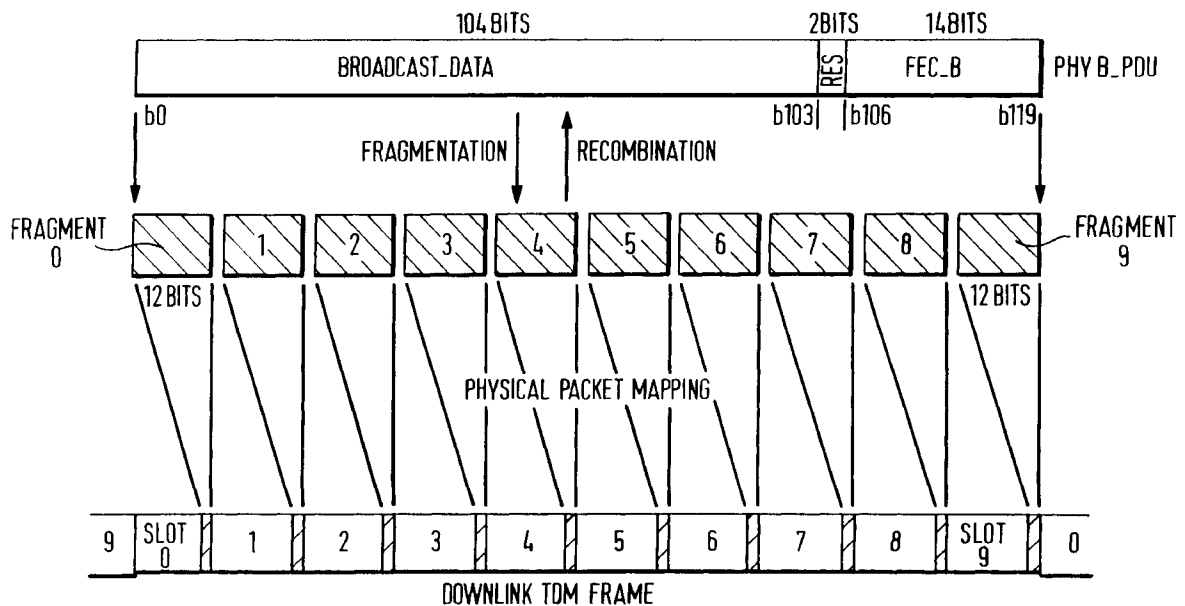 104 BITS 2BITS 14BITS
BROADCAST_DATA RES FEC_B PHY B_PDU
b0 b103 b106 b119
FRAGMENTATION RECOMBINATION
FRAGMENT 0 1 2 3 4 5 6 7 8 FRAGMENT 9
12 BITS 12 BITS
PHYSICAL PACKET MAPPING
9 SLOT 0 1 2 3 4 5 6 7 8 SLOT 9 0
DOWNLINK TDM FRAME